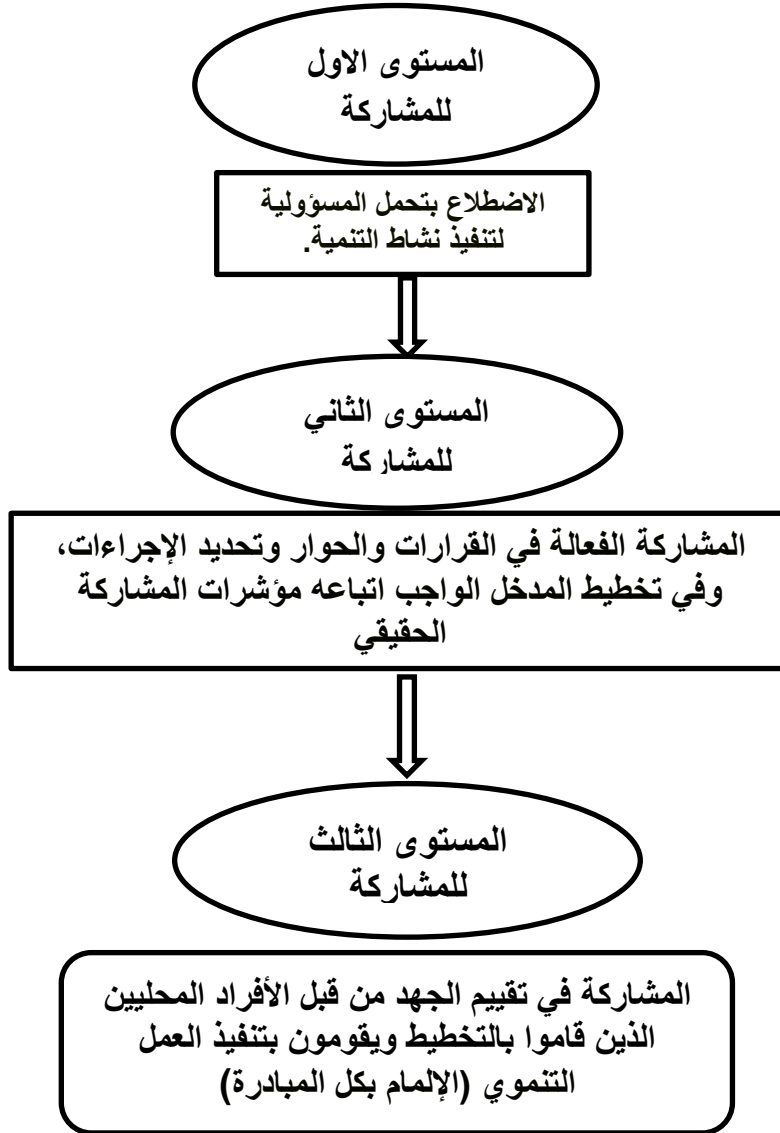 المستوى الاول
للمشاركة
الاضطلاع بتحمل المسؤولية
لتنفيذ نشاط التنمية.
المستوى الثاني
للمشاركة
المشاركة الفعالة في القرارات والحوار وتحديد الإجراءات،
وفي تخطيط المدخل الواجب اتباعه مؤشرات المشاركة
الحقيقي
المستوى الثالث
للمشاركة
المشاركة في تقييم الجهد من قبل الأفراد المحليين
الذين قاموا بالتخطيط ويقومون بتنفيذ العمل
التنموي (الإلمام بكل المبادرة)